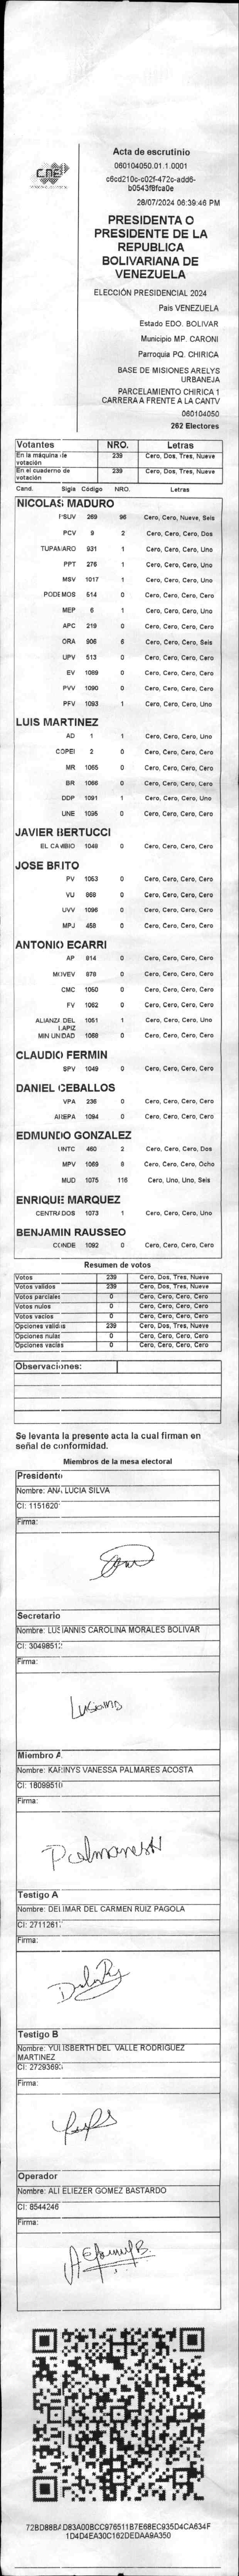 CNE
Acta de escrutinio
060104050.01.1.0001
c6cd210c-c02f-472c-add6-
b0543f8fca0e
28/07/2024 06:39:46 PM
PRESIDENTA O
PRESIDENTE DE LA
REPUBLICA
BOLIVARIANA DE
VENEZUELA
ELECCIÓN PRESIDENCIAL 2024
Pais VENEZUELA
Estado EDO. BOLIVAR
Municipio MP. CARONI
Parroquia PQ. CHIRICA
BASE DE MISIONES ARELYS
URBANEJA
PARCELAMIENTO CHIRICA 1
CARRERA A FRENTE A LA CANTV
060104050
262 Electores
Votantes NRO. Letras
En la máquina de votación 239 Cero, Dos, Tres, Nueve
En el cuaderno de votación 239 Cero, Dos, Tres, Nueve
Cand. Sigla Código NRO. Letras
NICOLAS MADURO
PSUV 269 96 Cero, Cero, Nueve, Seis
PCV 9 2 Cero, Cero, Cero, Dos
TUPAMARO 931 1 Cero, Cero, Cero, Uno
PPT 276 1 Cero, Cero, Cero, Uno
MSV 1017 1 Cero, Cero, Cero, Uno
PODEMOS 514 0 Cero, Cero, Cero, Cero
MEP 6 1 Cero, Cero, Cero, Uno
APC 219 0 Cero, Cero, Cero, Cero
ORA 906 6 Cero, Cero, Cero, Seis
UPV 513 0 Cero, Cero, Cero, Cero
EV 1089 0 Cero, Cero, Cero, Cero
PVV 1090 0 Cero, Cero, Cero, Cero
PFV 1093 1 Cero, Cero, Cero, Uno
LUIS MARTINEZ
AD 1 1 Cero, Cero, Cero, Uno
COPEI 2 0 Cero, Cero, Cero, Cero
MR 1065 0 Cero, Cero, Cero, Cero
BR 1066 0 Cero, Cero, Cero, Cero
DDP 1091 1 Cero, Cero, Cero, Uno
UNE 1095 0 Cero, Cero, Cero, Cero
JAVIER BERTUCCI
EL CAMBIO 1048 0 Cero, Cero, Cero, Cero
JOSE BRITO
PV 1053 0 Cero, Cero, Cero, Cero
VU 868 0 Cero, Cero, Cero, Cero
UVV 1096 0 Cero, Cero, Cero, Cero
MPJ 458 0 Cero, Cero, Cero, Cero
ANTONIO ECARRI
AP 814 0 Cero, Cero, Cero, Cero
MOVEV 878 0 Cero, Cero, Cero, Cero
CMC 1050 0 Cero, Cero, Cero, Cero
FV 1062 0 Cero, Cero, Cero, Cero
ALIANZA DEL LAPIZ 1051 1 Cero, Cero, Cero, Uno
MIN UNIDAD 1068 0 Cero, Cero, Cero, Cero
CLAUDIO FERMIN
SPV 1049 0 Cero, Cero, Cero, Cero
DANIEL CEBALLOS
VPA 236 0 Cero, Cero, Cero, Cero
AREPA 1094 0 Cero, Cero, Cero, Cero
EDMUNDO GONZALEZ
UNTC 460 2 Cero, Cero, Cero, Dos
MPV 1069 8 Cero, Cero, Cero, Ocho
MUD 1075 116 Cero, Uno, Uno, Seis
ENRIQUE MARQUEZ
CENTRADOS 1073 1 Cero, Cero, Cero, Uno
BENJAMIN RAUSSEO
CONDE 1092 0 Cero, Cero, Cero, Cero
Resumen de votos
Votos 239 Cero, Dos, Tres, Nueve
Votos validos 239 Cero, Dos, Tres, Nueve
Votos parciales 0 Cero, Cero, Cero, Cero
Votos nulos 0 Cero, Cero, Cero, Cero
Votos vacios 0 Cero, Cero, Cero, Cero
Opciones validas 239 Cero, Dos, Tres, Nueve
Opciones nulas 0 Cero, Cero, Cero, Cero
Opciones vacias 0 Cero, Cero, Cero, Cero
Observaciones:
Se levanta la presente acta la cual firman en
señal de conformidad.
Miembros de la mesa electoral
Presidente
Nombre: ANA LUCIA SILVA
CI: 1151620
Firma:
Secretario
Nombre: LUSIANNIS CAROLINA MORALES BOLIVAR
CI: 3049851
Firma:
Lusianis
Miembro A
Nombre: KARINYS VANESSA PALMARES ACOSTA
CI: 18099510
Firma:
Testigo A
Nombre: DELIMAR DEL CARMEN RUIZ PAGOLA
CI: 2711261
Firma:
Testigo B
Nombre: YULISBERTH DEL VALLE RODRIGUEZ
MARTINEZ
CI: 2729369
Firma:
Operador
Nombre: ALI ELIEZER GOMEZ BASTARDO
CI: 8544246
Firma:
72BD88BAD83A00BCC976511B7E68EC935D4CA634F
1D4D4EA30C162DEDAA9A350